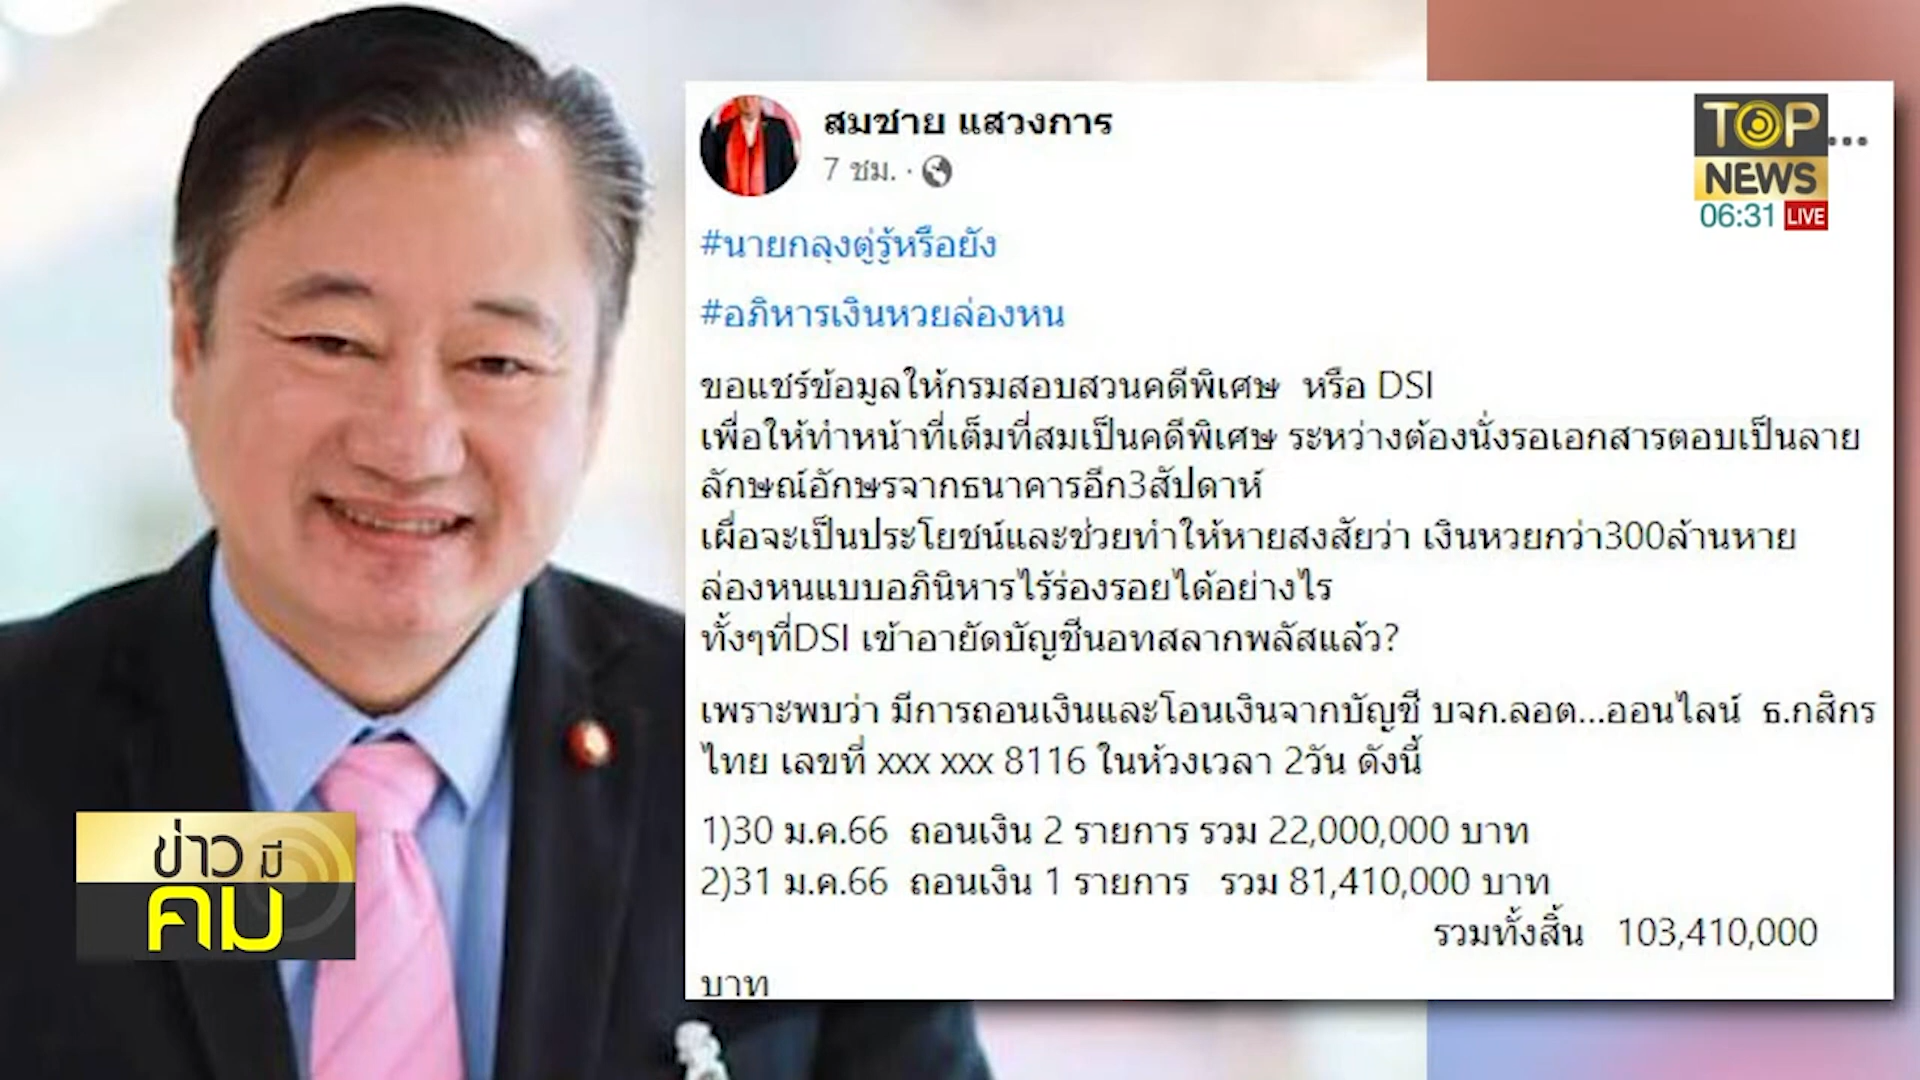 สมชาย แสวงการ
7 ชม. ·
TOP
NEWS
06:31 LIVE
#นายกลุงตู่รู้หรือยัง
#อภิหารเงินหวยล่องหน
ขอแชร์ข้อมูลให้กรมสอบสวนคดีพิเศษ หรือ DSI
เพื่อให้ทำหน้าที่เต็มที่สมเป็นคดีพิเศษ ระหว่างต้องนั่งรอเอกสารตอบเป็นลาย
ลักษณ์อักษรจากธนาคารอีก3สัปดาห์
เผื่อจะเป็นประโยชน์และช่วยทำให้หายสงสัยว่า เงินหวยกว่า300ล้านหาย
ล่องหนแบบอภินิหารไร้ร่องรอยได้อย่างไร
ทั้งๆที่DSI เข้าอายัดบัญชีนอทสลากพลัสแล้ว?
เพราะพบว่า มีการถอนเงินและโอนเงินจากบัญชี บจก.ลอต...ออนไลน์ ธ.กสิกร
ไทย เลขที่ xxx xxx 8116 ในห้วงเวลา 2วัน ดังนี้
1)30 ม.ค.66 ถอนเงิน 2 รายการ รวม 22,000,000 บาท
2)31 ม.ค.66 ถอนเงิน 1 รายการ รวม 81,410,000 บาท
รวมทั้งสิ้น 103,410,000
บาท
ข่าวมี
คม